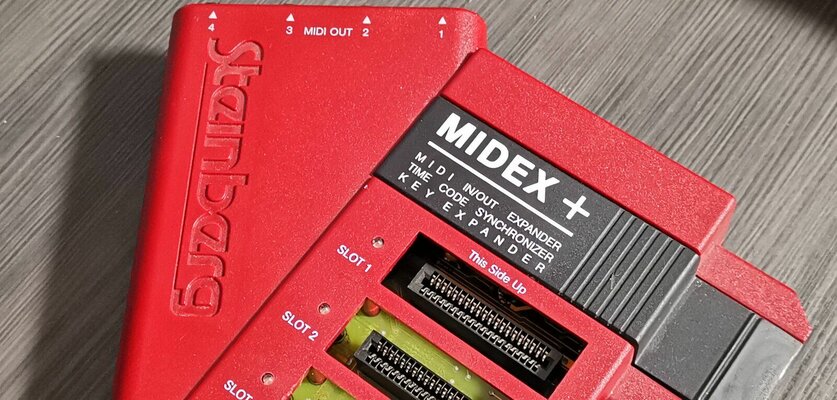 4 3 MIDI OUT 2 1
Steinberg
MIDEX +
MIDI IN/OUT EXPANDER
TIME CODE SYNCHRONIZER
KEY EXPANDER
SLOT 1
This Side Up
SLOT 2
SLOT